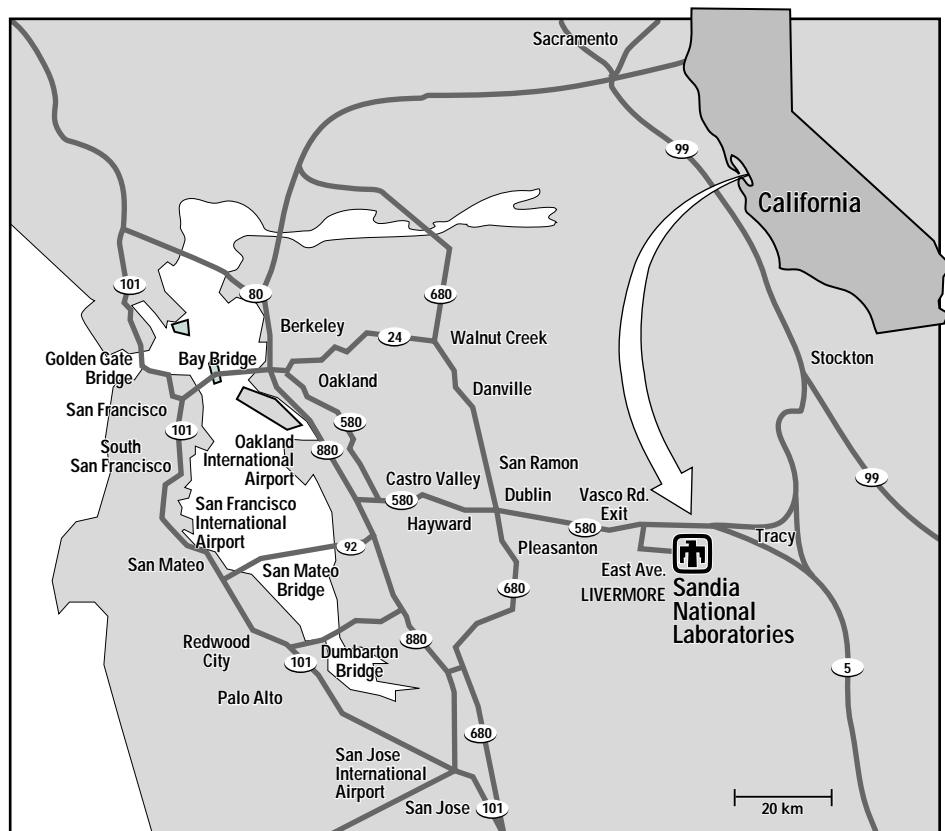 Sacramento
99
California
101
80
680
Berkeley
24
Walnut Creek
Golden Gate
Bridge
Bay Bridge
Stockton
Oakland
Danville
San Francisco
580
101
880
South
San Francisco
Oakland
International
Airport
San Ramon
99
Castro Valley
580
Dublin
Vasco Rd.
Exit
San Francisco
International
Airport
Hayward
580
Tracy
92
Pleasanton
San Mateo
San Mateo
Bridge
East Ave.
LIVERMORE
Sandia
National
Laboratories
680
Redwood
City
880
Dumbarton
Bridge
101
5
Palo Alto
680
San Jose
International
Airport
San Jose
101
20 km